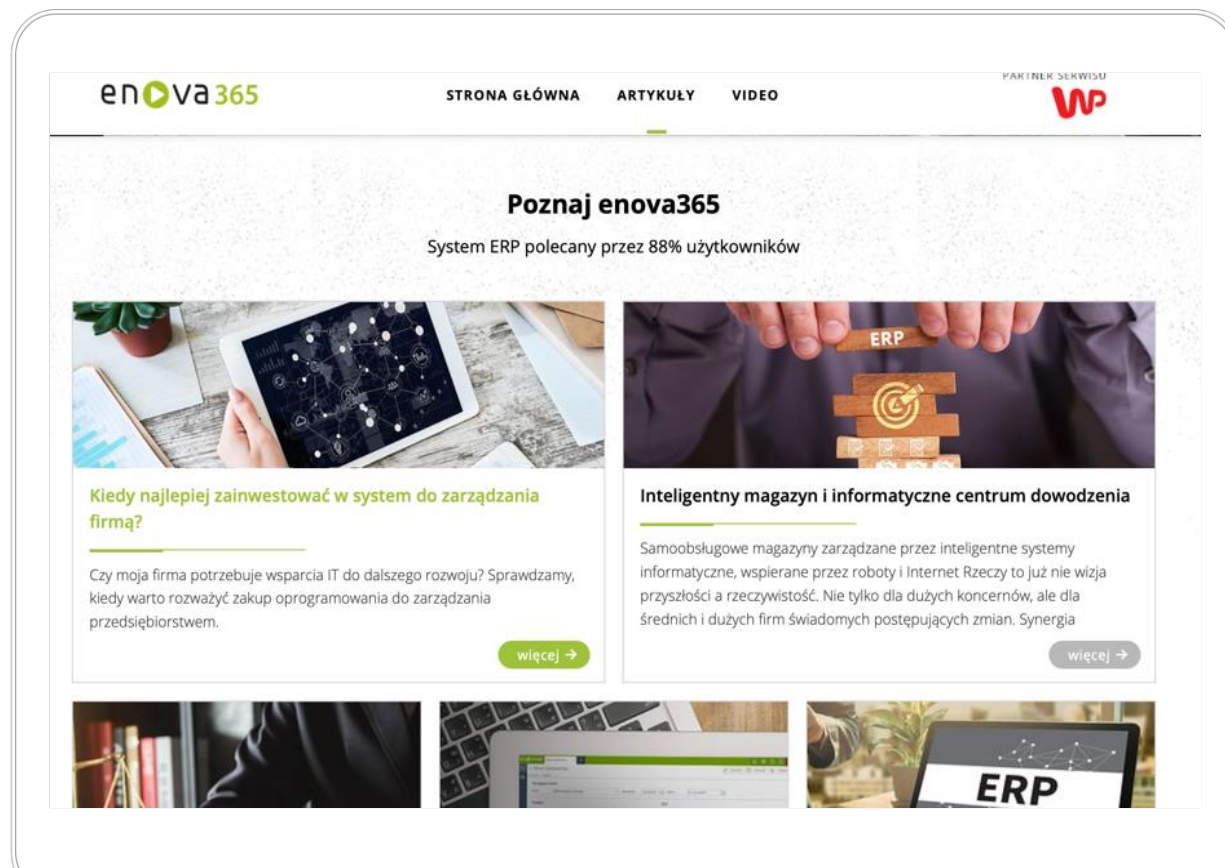 enova 365
STRONA GŁÓWNA ARTYKUŁY VIDEO
PARTNER SERWISU
WP
Poznaj enova365
System ERP polecany przez 88% użytkowników
ERP
Kiedy najlepiej zainwestować w system do zarządzania
firmą?
Czy moja firma potrzebuje wsparcia IT do dalszego rozwoju? Sprawdzamy,
kiedy warto rozważyć zakup oprogramowania do zarządzania
przedsiębiorstwem.
więcej →
Inteligentny magazyn i informatyczne centrum dowodzenia
Samoobsługowe magazyny zarządzane przez inteligentne systemy
informatyczne, wspierane przez roboty i Internet Rzeczy to już nie wizja
przyszłości a rzeczywistość. Nie tylko dla dużych koncernów, ale dla
średnich i dużych firm świadomych postępujących zmian. Synergia
więcej →
ERP